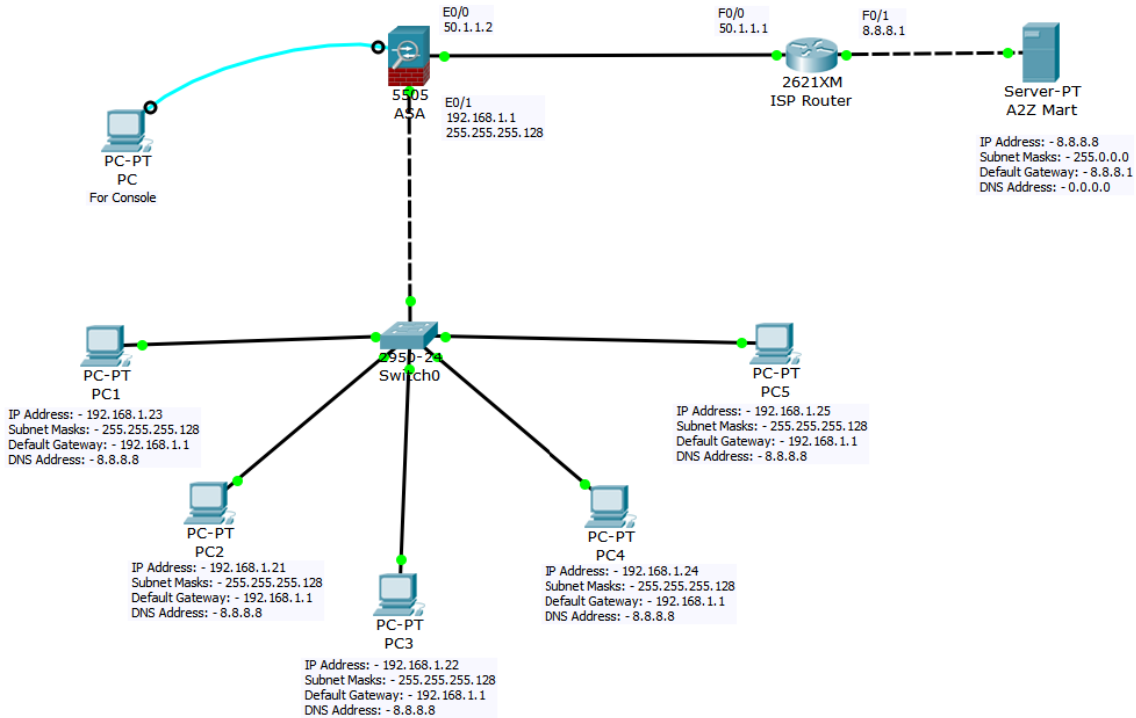 E0/0
50.1.1.2
F0/0
50.1.1.1
F0/1
8.8.8.1
5505
ASA
2621XM
ISP Router
Server-PT
A2Z Mart
E0/1
192.168.1.1
255.255.255.128
IP Address: - 8.8.8.8
Subnet Masks: - 255.0.0.0
Default Gateway: - 8.8.8.1
DNS Address: - 0.0.0.0
PC-PT
PC
For Console
2950-24
Switch0
PC-PT
PC1
IP Address: - 192.168.1.23
Subnet Masks: - 255.255.255.128
Default Gateway: - 192.168.1.1
DNS Address: - 8.8.8.8
PC-PT
PC5
IP Address: - 192.168.1.25
Subnet Masks: - 255.255.255.128
Default Gateway: - 192.168.1.1
DNS Address: - 8.8.8.8
PC-PT
PC2
IP Address: - 192.168.1.21
Subnet Masks: - 255.255.255.128
Default Gateway: - 192.168.1.1
DNS Address: - 8.8.8.8
PC-PT
PC4
IP Address: - 192.168.1.24
Subnet Masks: - 255.255.255.128
Default Gateway: - 192.168.1.1
DNS Address: - 8.8.8.8
PC-PT
PC3
IP Address: - 192.168.1.22
Subnet Masks: - 255.255.255.128
Default Gateway: - 192.168.1.1
DNS Address: - 8.8.8.8